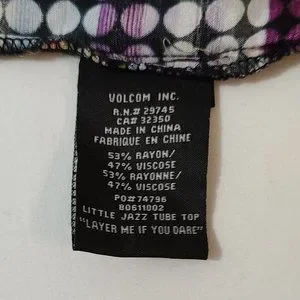 VOLCOM INC.
R.N.# 29745
CA# 32350
MADE IN CHINA
FABRIQUE EN CHINE
53% RAYON/
47% VISCOSE
53% RAYONNE/
47% VISCOSE
PO#74796
B0611002
LITTLE JAZZ TUBE TOP
"LAYER ME IF YOU DARE"